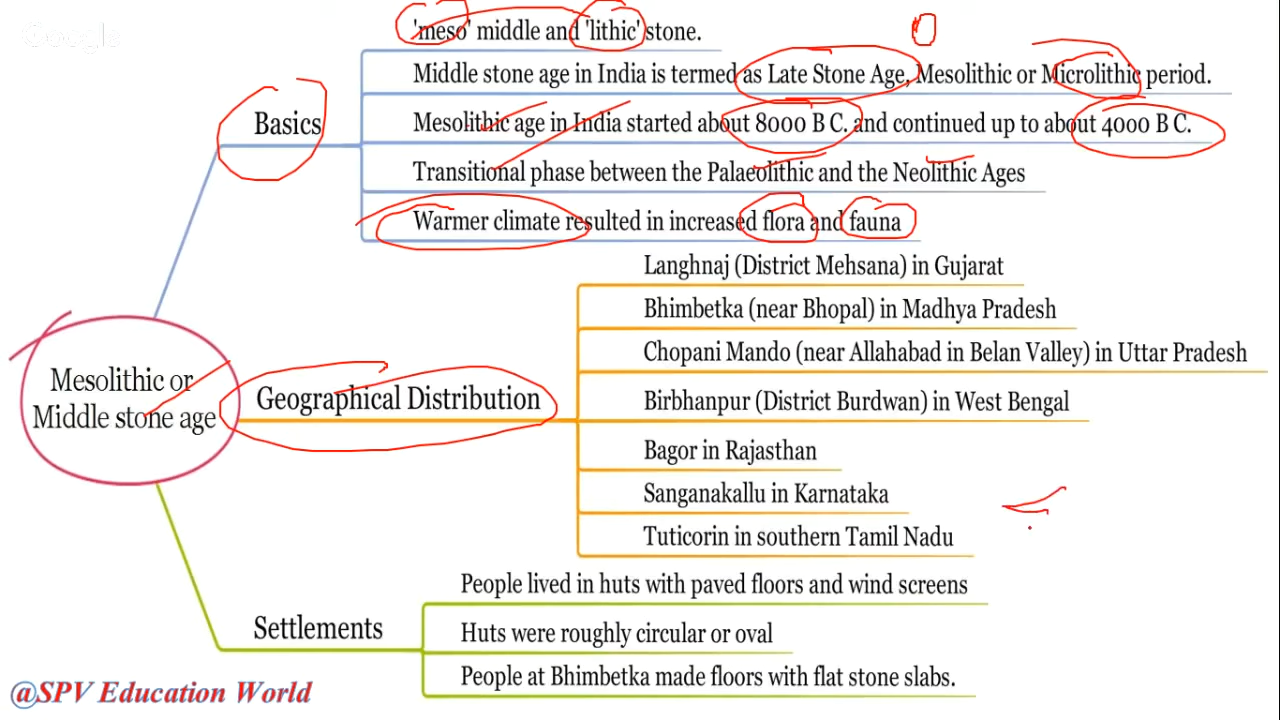 Google
'meso' middle and 'lithic' stone.
Middle stone age in India is termed as Late Stone Age, Mesolithic or Microlithic period.
Basics
Mesolithic age in India started about 8000 B C. and continued up to about 4000 B C.
Transitional phase between the Palaeolithic and the Neolithic Ages
Warmer climate resulted in increased flora and fauna
Langhnaj (District Mehsana) in Gujarat
Bhimbetka (near Bhopal) in Madhya Pradesh
Chopani Mando (near Allahabad in Belan Valley) in Uttar Pradesh
Mesolithic or
Middle stone age
Geographical Distribution
Birbhanpur (District Burdwan) in West Bengal
Bagor in Rajasthan
Sanganakallu in Karnataka
Tuticorin in southern Tamil Nadu
People lived in huts with paved floors and wind screens
Settlements
Huts were roughly circular or oval
People at Bhimbetka made floors with flat stone slabs.
@SPV Education World